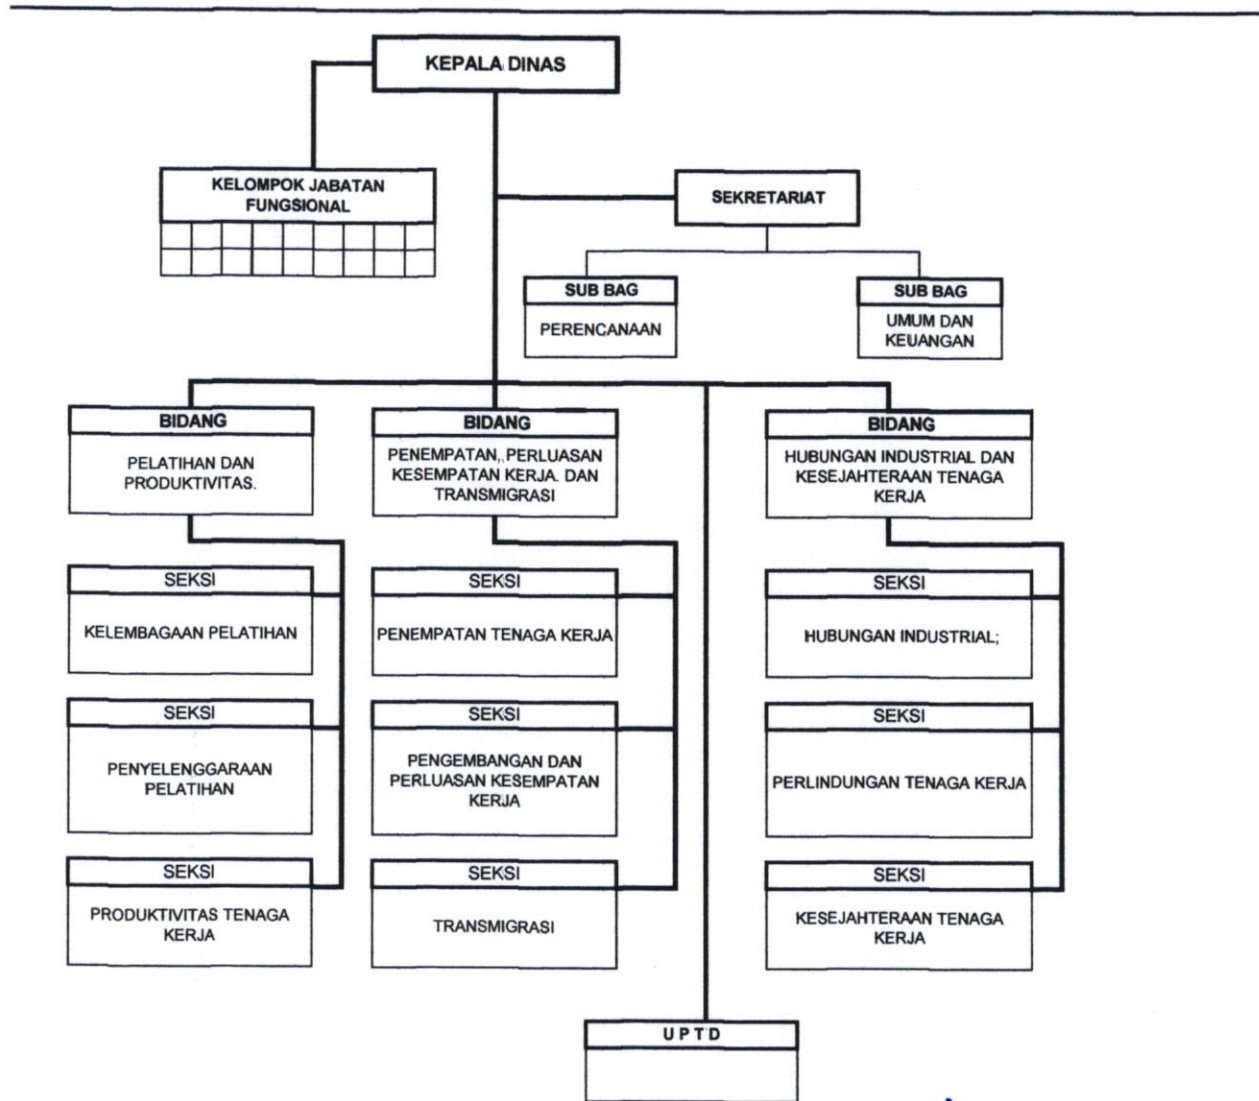 KEPALA DINAS
KELOMPOK JABATAN
FUNGSIONAL
SEKRETARIAT
SUB BAG
PERENCANAAN
SUB BAG
UMUM DAN
KEUANGAN
BIDANG
PELATIHAN DAN
PRODUKTIVITAS.
BIDANG
PENEMPATAN, PERLUASAN
KESEMPATAN KERJA. DAN
TRANSMIGRASI
BIDANG
HUBUNGAN INDUSTRIAL DAN
KESEJAHTERAAN TENAGA
KERJA
SEKSI
KELEMBAGAAN PELATIHAN
SEKSI
PENEMPATAN TENAGA KERJA
SEKSI
HUBUNGAN INDUSTRIAL;
SEKSI
PENYELENGGARAAN
PELATIHAN
SEKSI
PENGEMBANGAN DAN
PERLUASAN KESEMPATAN
KERJA
SEKSI
PERLINDUNGAN TENAGA KERJA
SEKSI
PRODUKTIVITAS TENAGA
KERJA
SEKSI
TRANSMIGRASI
SEKSI
KESEJAHTERAAN TENAGA
KERJA
U P T D